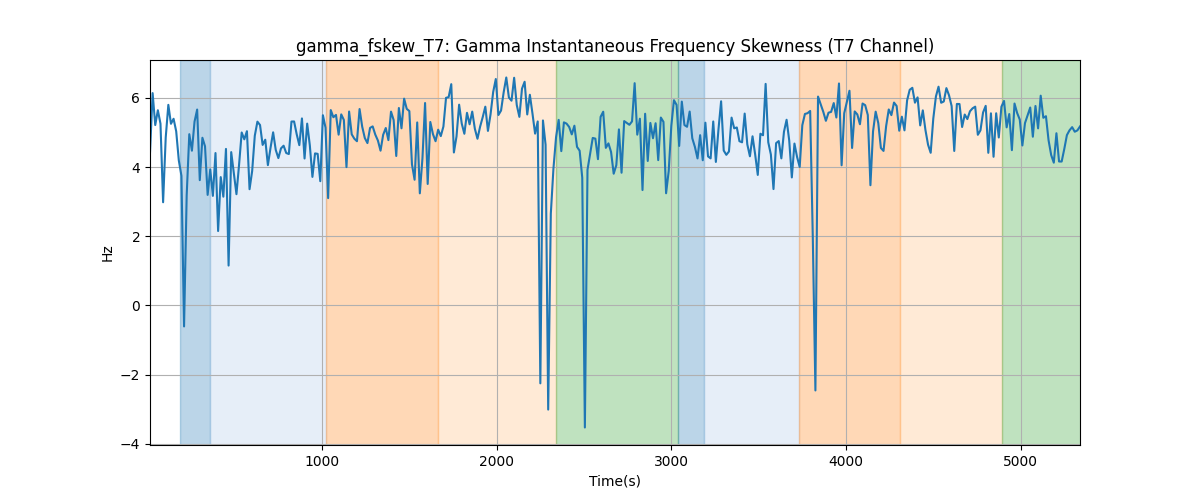 gamma_fskew_T7: Gamma Instantaneous Frequency Skewness (T7 Channel)
6
4
2
0
−2
−4
Hz
1000 2000 3000 4000 5000
Time(s)